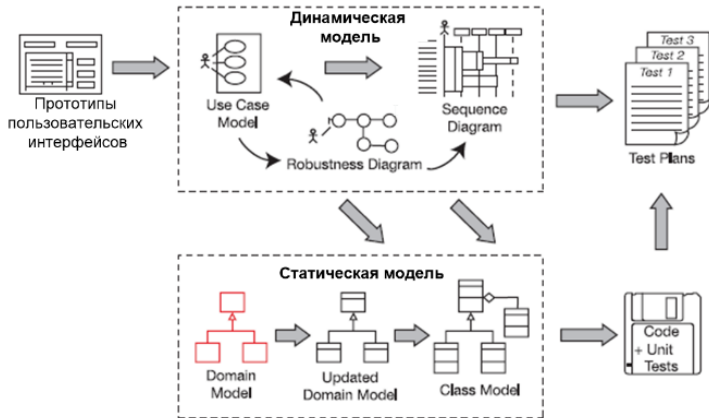 Динамическая
модель
Прототипы
пользовательских
интерфейсов
Use Case
Model
Robustness Diagram
Sequence
Diagram
Test 3
Test 2
Test 1
Test Plans
Статическая модель
Domain
Model
Updated
Domain Model
Class Model
Code
+ Unit
Tests